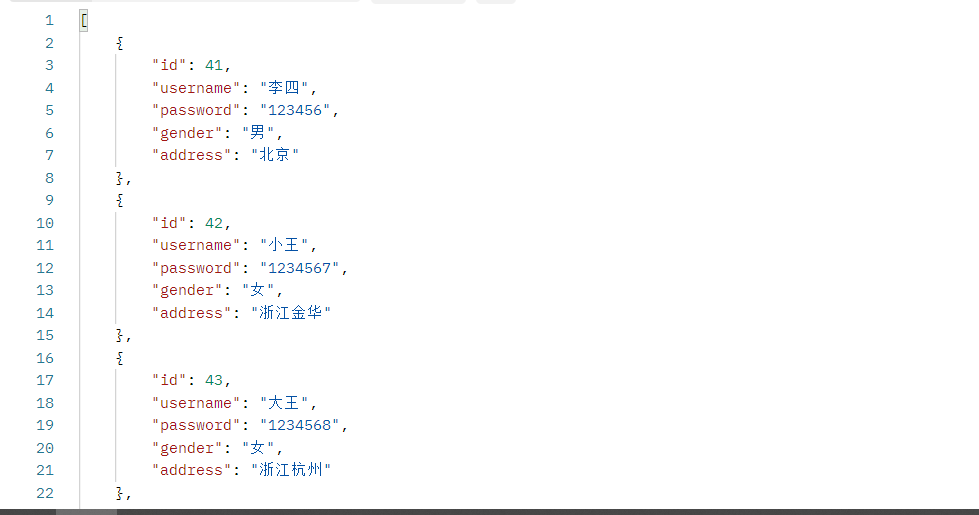 1 [
2 {
3 "id": 41,
4 "username": "李四",
5 "password": "123456",
6 "gender": "男",
7 "address": "北京"
8 },
9 {
10 "id": 42,
11 "username": "小王",
12 "password": "1234567",
13 "gender": "女",
14 "address": "浙江金华"
15 },
16 {
17 "id": 43,
18 "username": "大王",
19 "password": "1234568",
20 "gender": "女",
21 "address": "浙江杭州"
22 },